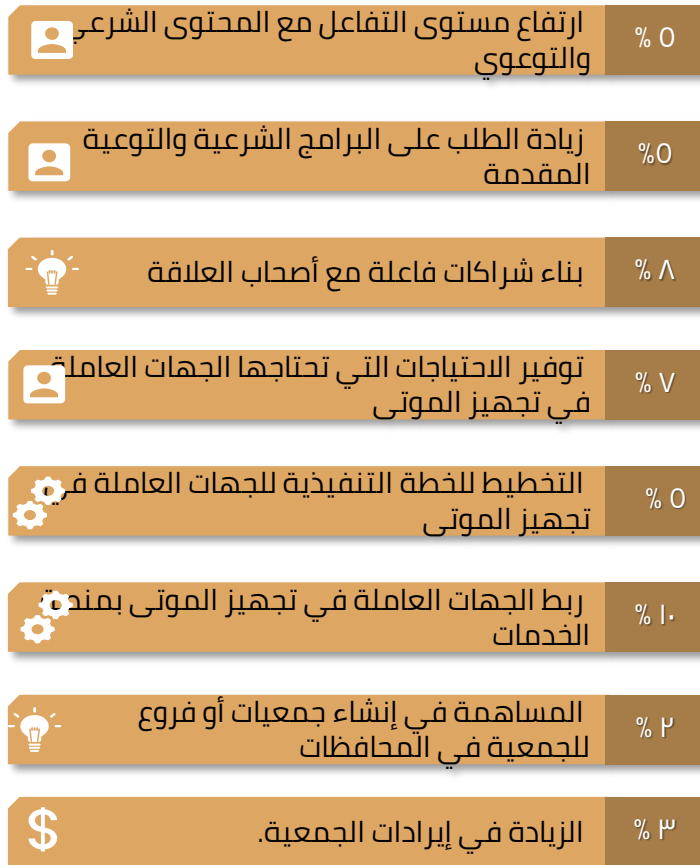 ارتفاع مستوى التفاعل مع المحتوى الشرعي
والتوعوي
٥ %
زيادة الطلب على البرامج الشرعية والتوعية
المقدمة
٥%
بناء شراكات فاعلة مع أصحاب العلاقة
٨ %
توفير الاحتياجات التي تحتاجها الجهات العاملة
في تجهيز الموتى
٧ %
التخطيط للخطة التنفيذية للجهات العاملة في
تجهيز الموتى
٥ %
ربط الجهات العاملة في تجهيز الموتى بمنصة
الخدمات
١٠ %
المساهمة في إنشاء جمعيات أو فروع
للجمعية في المحافظات
٢ %
الزيادة في إيرادات الجمعية.
٣ %